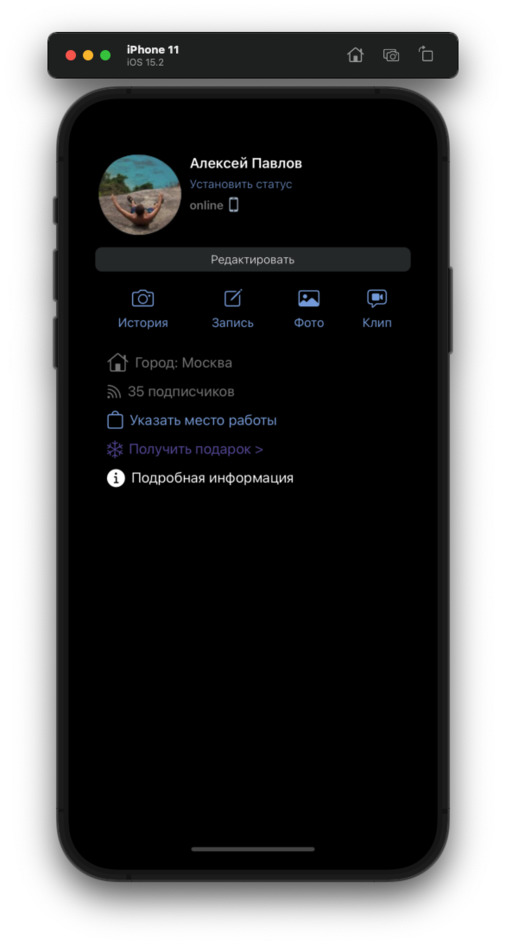 iPhone 11
iOS 15.2
Алексей Павлов
Установить статус
online
Редактировать
История Запись Фото Клип
Город: Москва
35 подписчиков
Указать место работы
Получить подарок >
Подробная информация